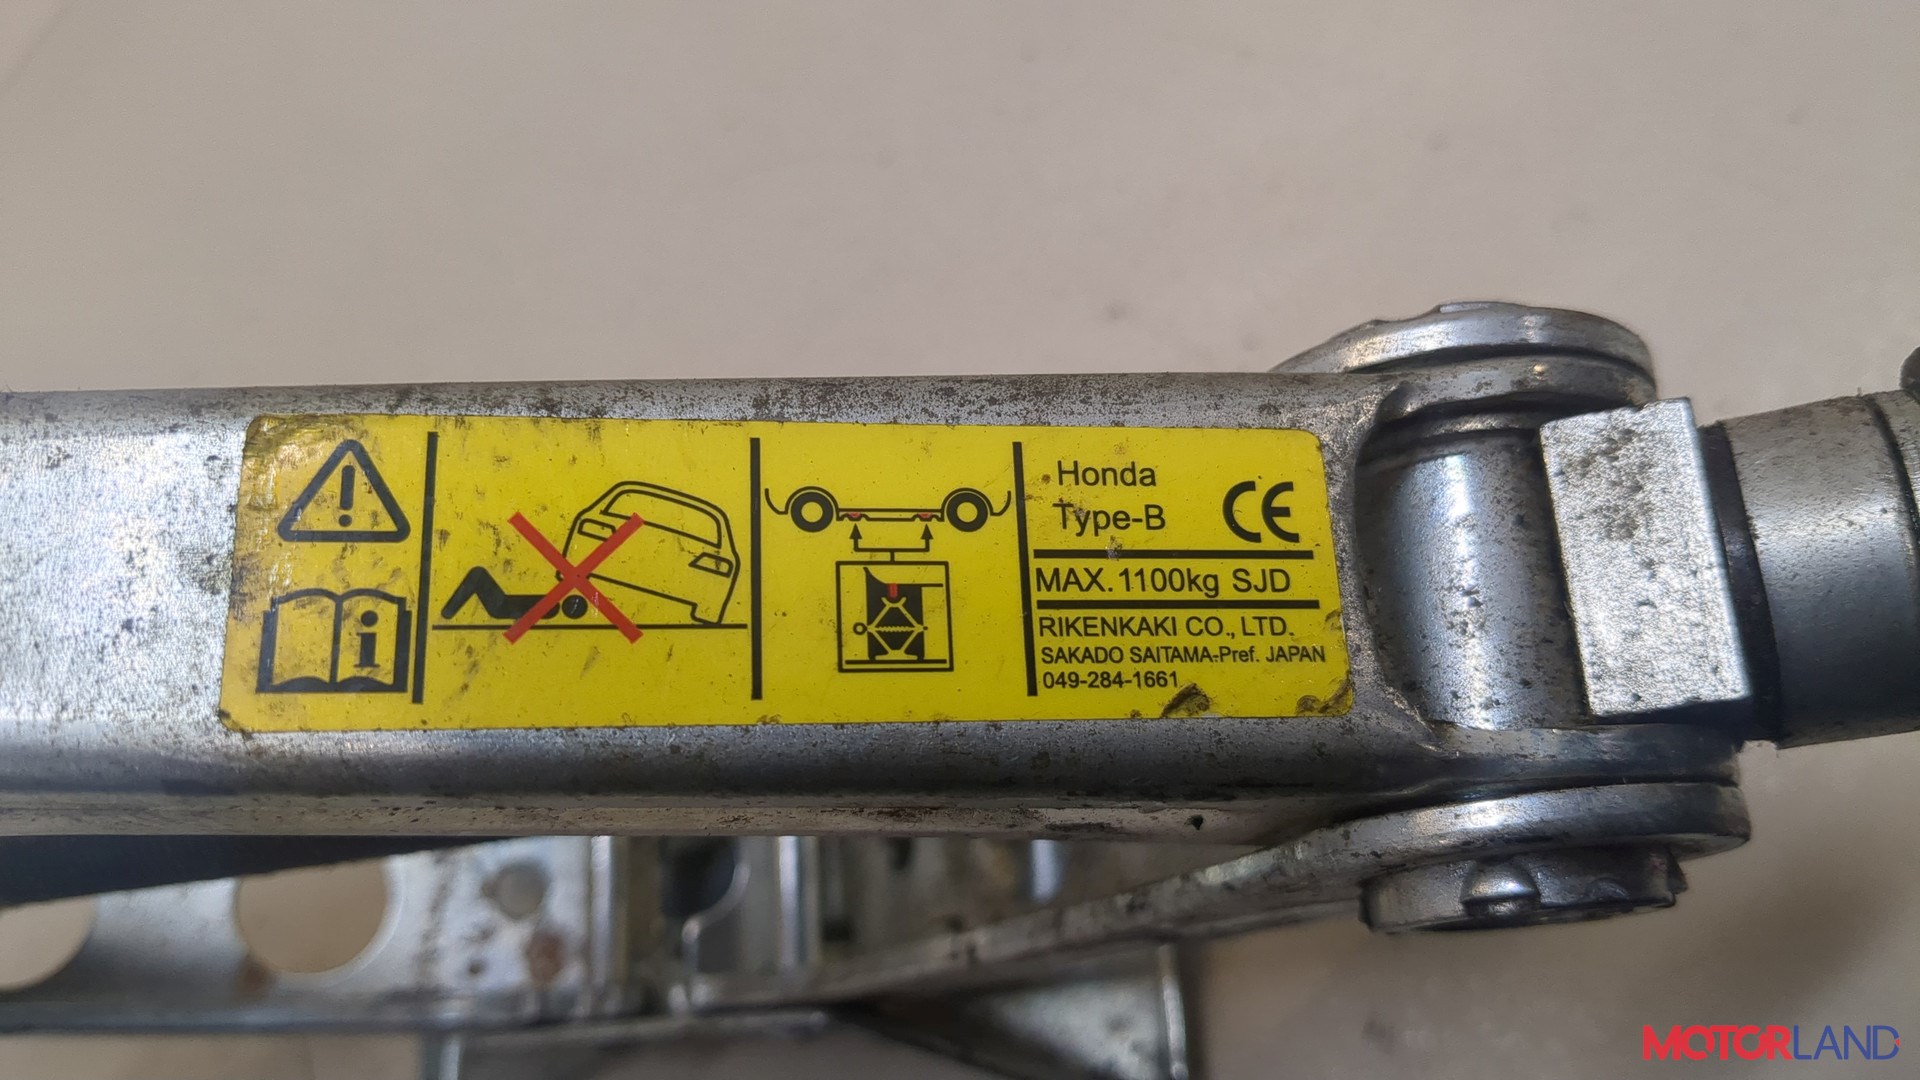 Honda
Type-B
CE
MAX. 1100kg SJD
RIKENKAKI CO., LTD.
SAKADO SAITAMA-Pref. JAPAN
049-284-1661
MOTORLAND